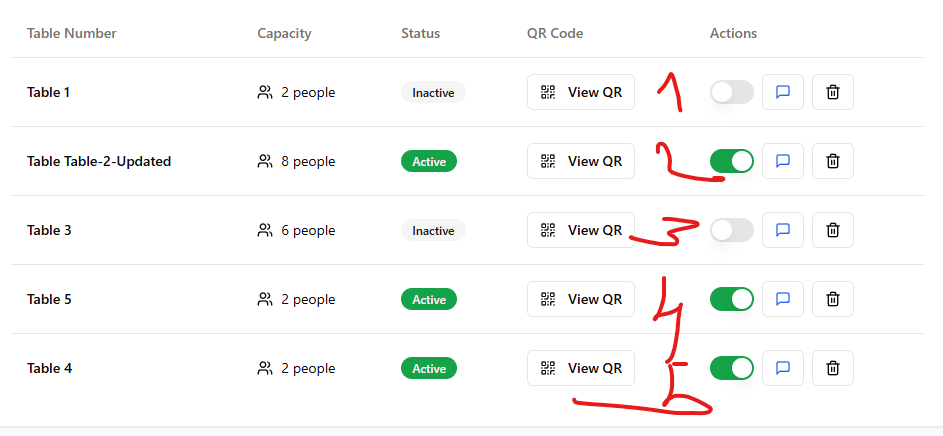 Table Number Capacity Status QR Code Actions
Table 1 2 people Inactive View QR 1
Table Table-2-Updated 8 people Active View QR 2
Table 3 6 people Inactive View QR 3
Table 5 2 people Active View QR 4
Table 4 2 people Active View QR 5